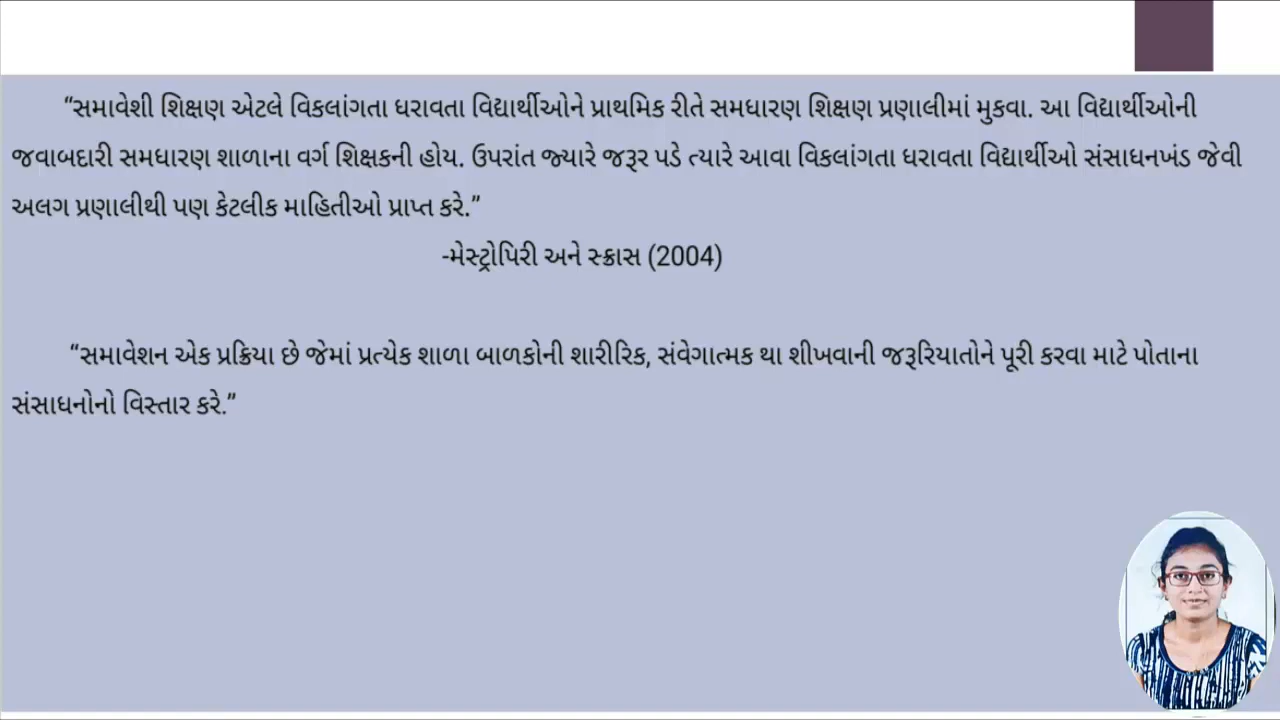 “સમાવેશી શિક્ષણ એટલે વિકલાંગતા ધરાવતા વિદ્યાર્થીઓને પ્રાથમિક રીતે સમધારણ શિક્ષણ પ્રણાલીમાં મુકવા. આ વિદ્યાર્થીઓની
જવાબદારી સમધારણ શાળાના વર્ગ શિક્ષકની હોય. ઉપરાંત જ્યારે જરૂર પડે ત્યારે આવા વિકલાંગતા ધરાવતા વિદ્યાર્થીઓ સંસાધનખંડ જેવી
અલગ પ્રણાલીથી પણ કેટલીક માહિતીઓ પ્રાપ્ત કરે.”
-મેસ્ટ્રોપિરી અને સ્ક્રાસ (2004)
“સમાવેશન એક પ્રક્રિયા છે જેમાં પ્રત્યેક શાળા બાળકોની શારીરિક, સંવેગાત્મક થા શીખવાની જરૂરિયાતોને પૂરી કરવા માટે પોતાના
સંસાધનોનો વિસ્તાર કરે.”